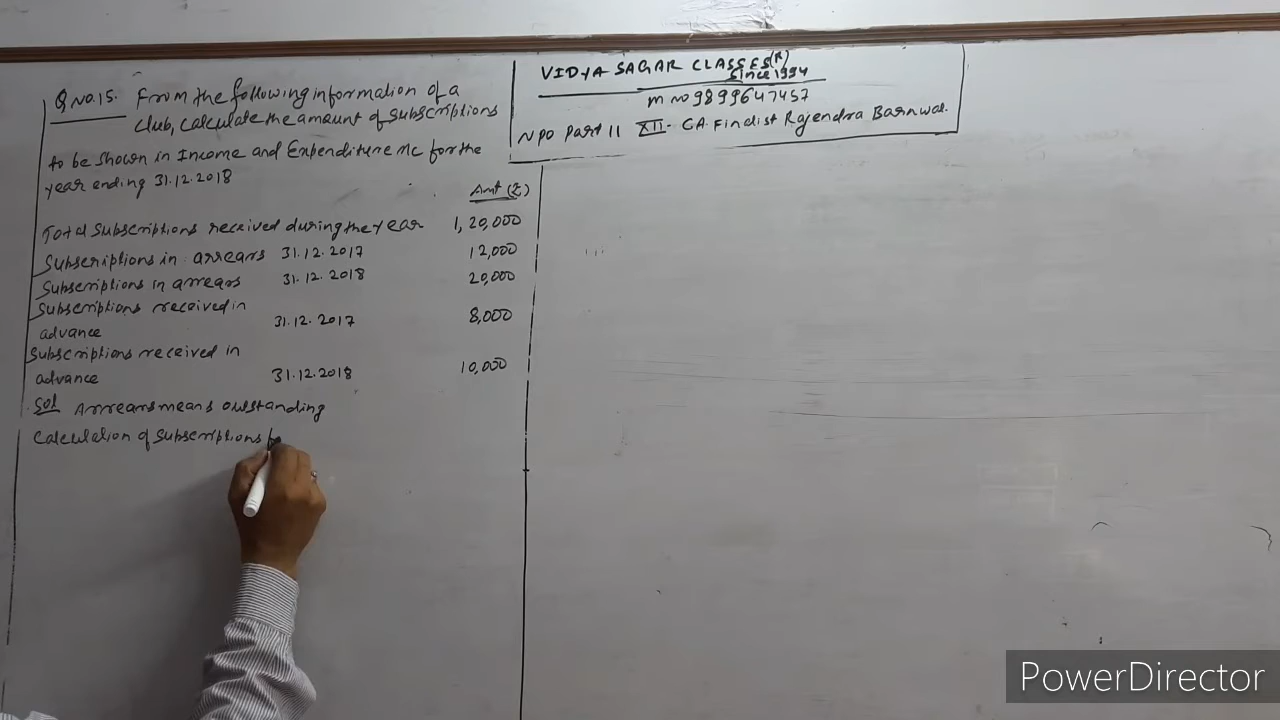 Q NO.15. From the following information of a
club, calculate the amount of subscriptions
to be shown in Income and Expenditure A/c for the
year ending 31.12.2018
Amt (₹)
Total subscriptions received during the year 1,20,000
Subscriptions in arrears 31.12.2017 12,000
Subscriptions in arrears 31.12.2018 20,000
Subscriptions received in
advance 31.12.2017 8,000
Subscriptions received in
advance 31.12.2018 10,000
Sol Arrears means outstanding
Calculation of subscriptions
VIDYA SAGAR CLASSES (R)
Since 1994
M no 9899647457
NPO Part 11 XII - CA. Findist Rajendra Barnwal.
PowerDirector